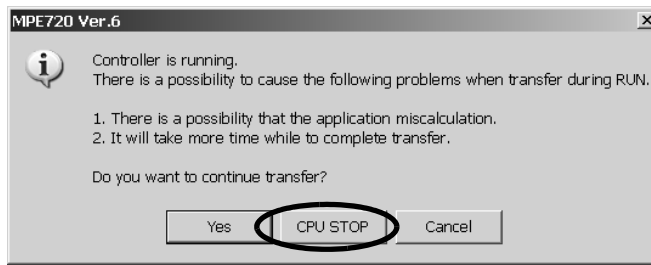 MPE720 Ver.6
Controller is running.
There is a possibility to cause the following problems when transfer during RUN.
1. There is a possibility that the application miscalculation.
2. It will take more time while to complete transfer.
Do you want to continue transfer?
Yes CPU STOP Cancel